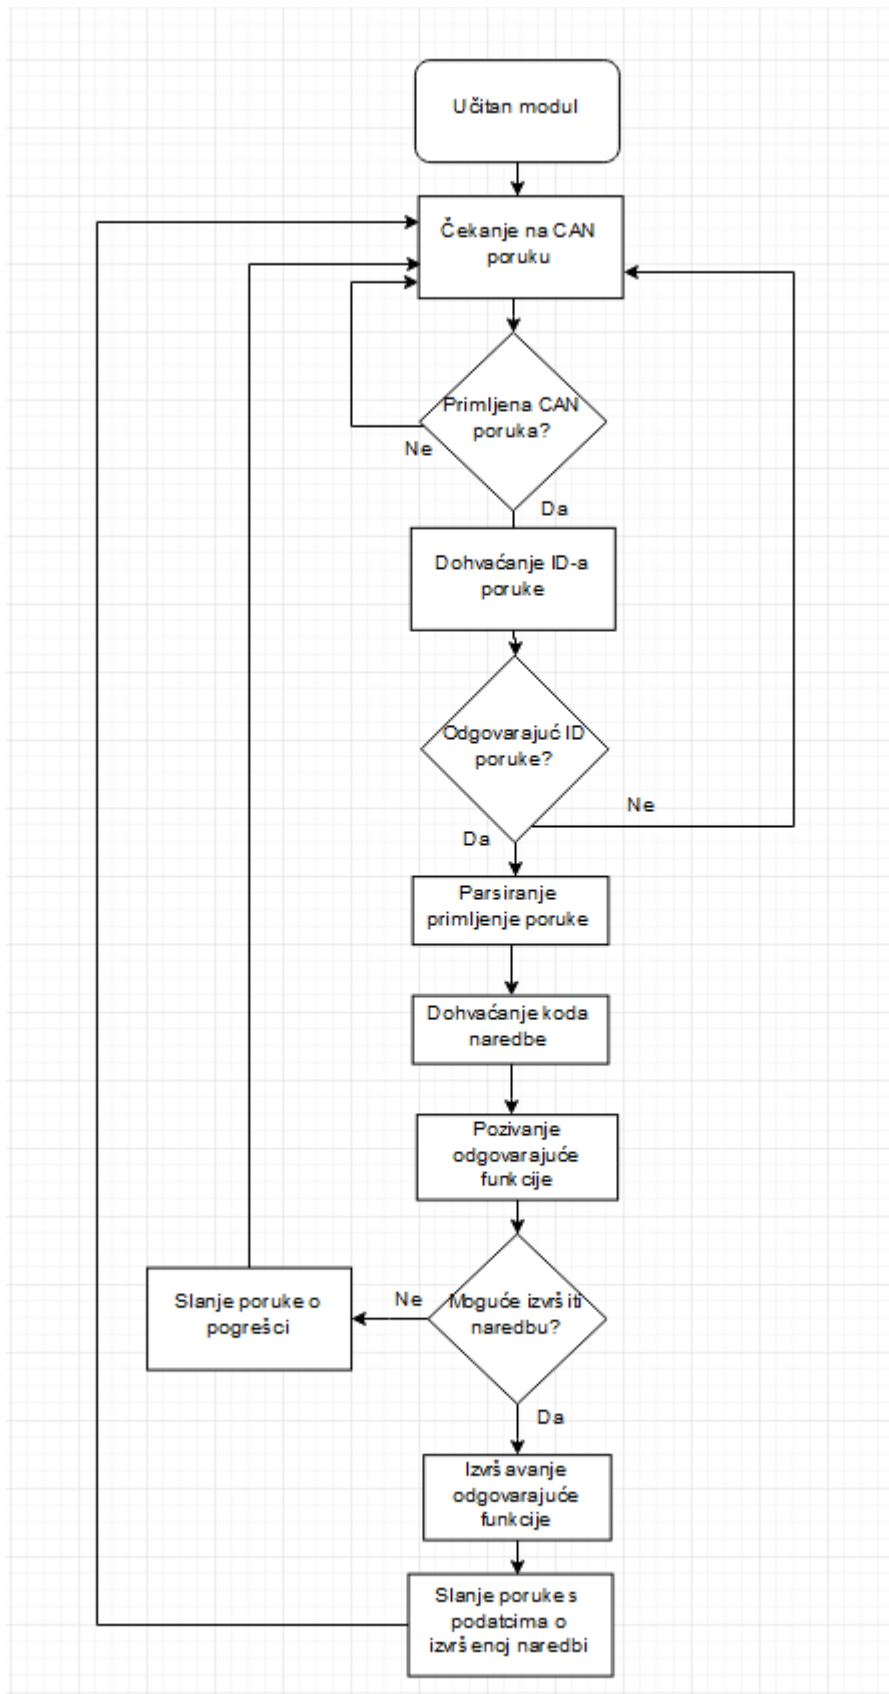 Učitan modul
Čekanje na CAN
poruku
Primljena CAN
poruka?
Ne
Da
Dohvaćanje ID-a
poruke
Odgovarajuć ID
poruke?
Ne
Da
Parsiranje
primljenje poruke
Dohvaćanje koda
naredbe
Pozivanje
odgovarajuće
funkcije
Moguće izvršiti
naredbu?
Ne
Slanje poruke o
pogrešci
Da
Izvršavanje
odgovarajuće
funkcije
Slanje poruke s
podatcima o
izvršenoj naredbi